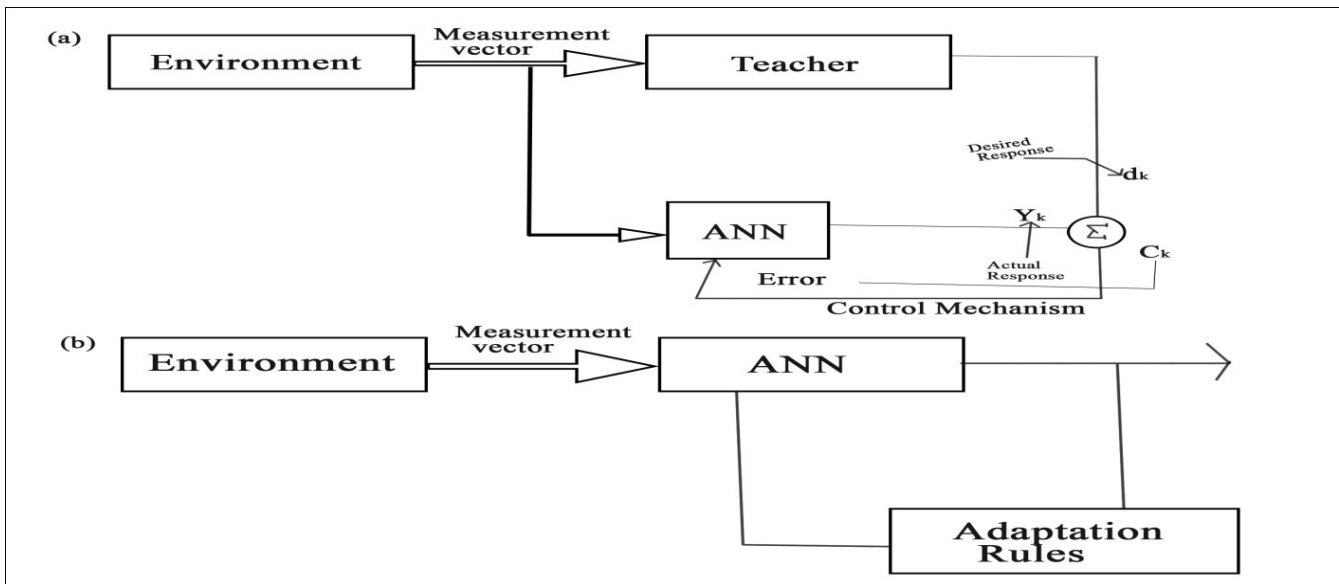 (a)
Environment
Measurement
vector
Teacher
Desired
Response
dk
ANN
Yk
Σ
Actual
Response
Ck
Error
Control Mechanism
(b)
Environment
Measurement
vector
ANN
Adaptation
Rules